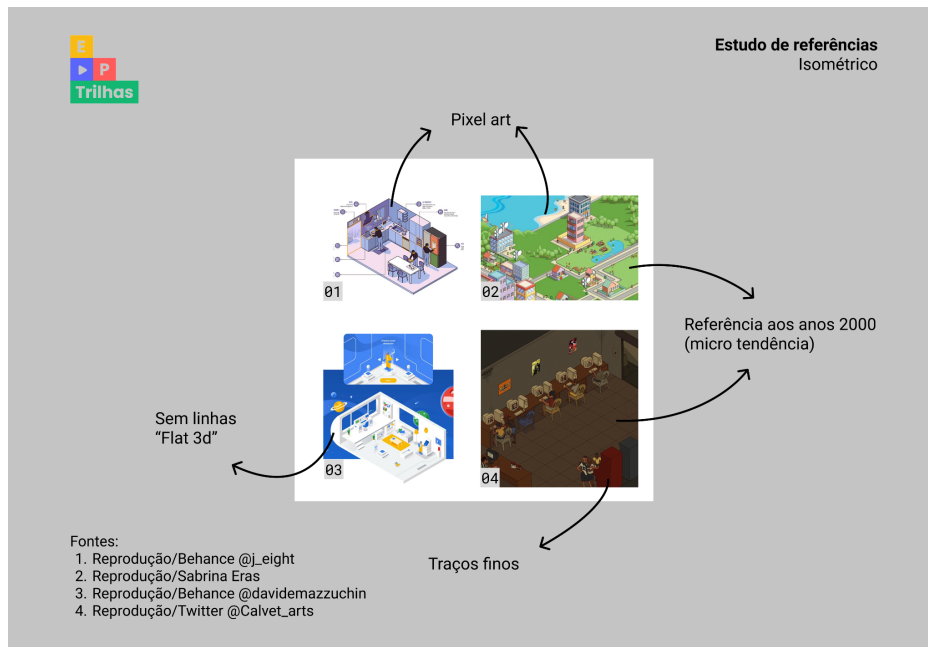 E
P
Trilhas
Estudo de referências
Isométrico
Pixel art
01
02
Referência aos anos 2000
(micro tendência)
Sem linhas
“Flat 3d”
03
04
Traços finos
Fontes:
1. Reprodução/Behance @j_eight
2. Reprodução/Sabrina Eras
3. Reprodução/Behance @davidemazzuchin
4. Reprodução/Twitter @Calvet_arts